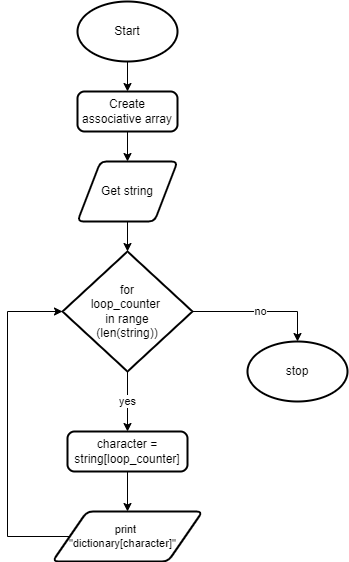 Start
Create
associative array
Get string
for
loop_counter
in range
(len(string))
no
stop
yes
character =
string[loop_counter]
print
"dictionary[character]"